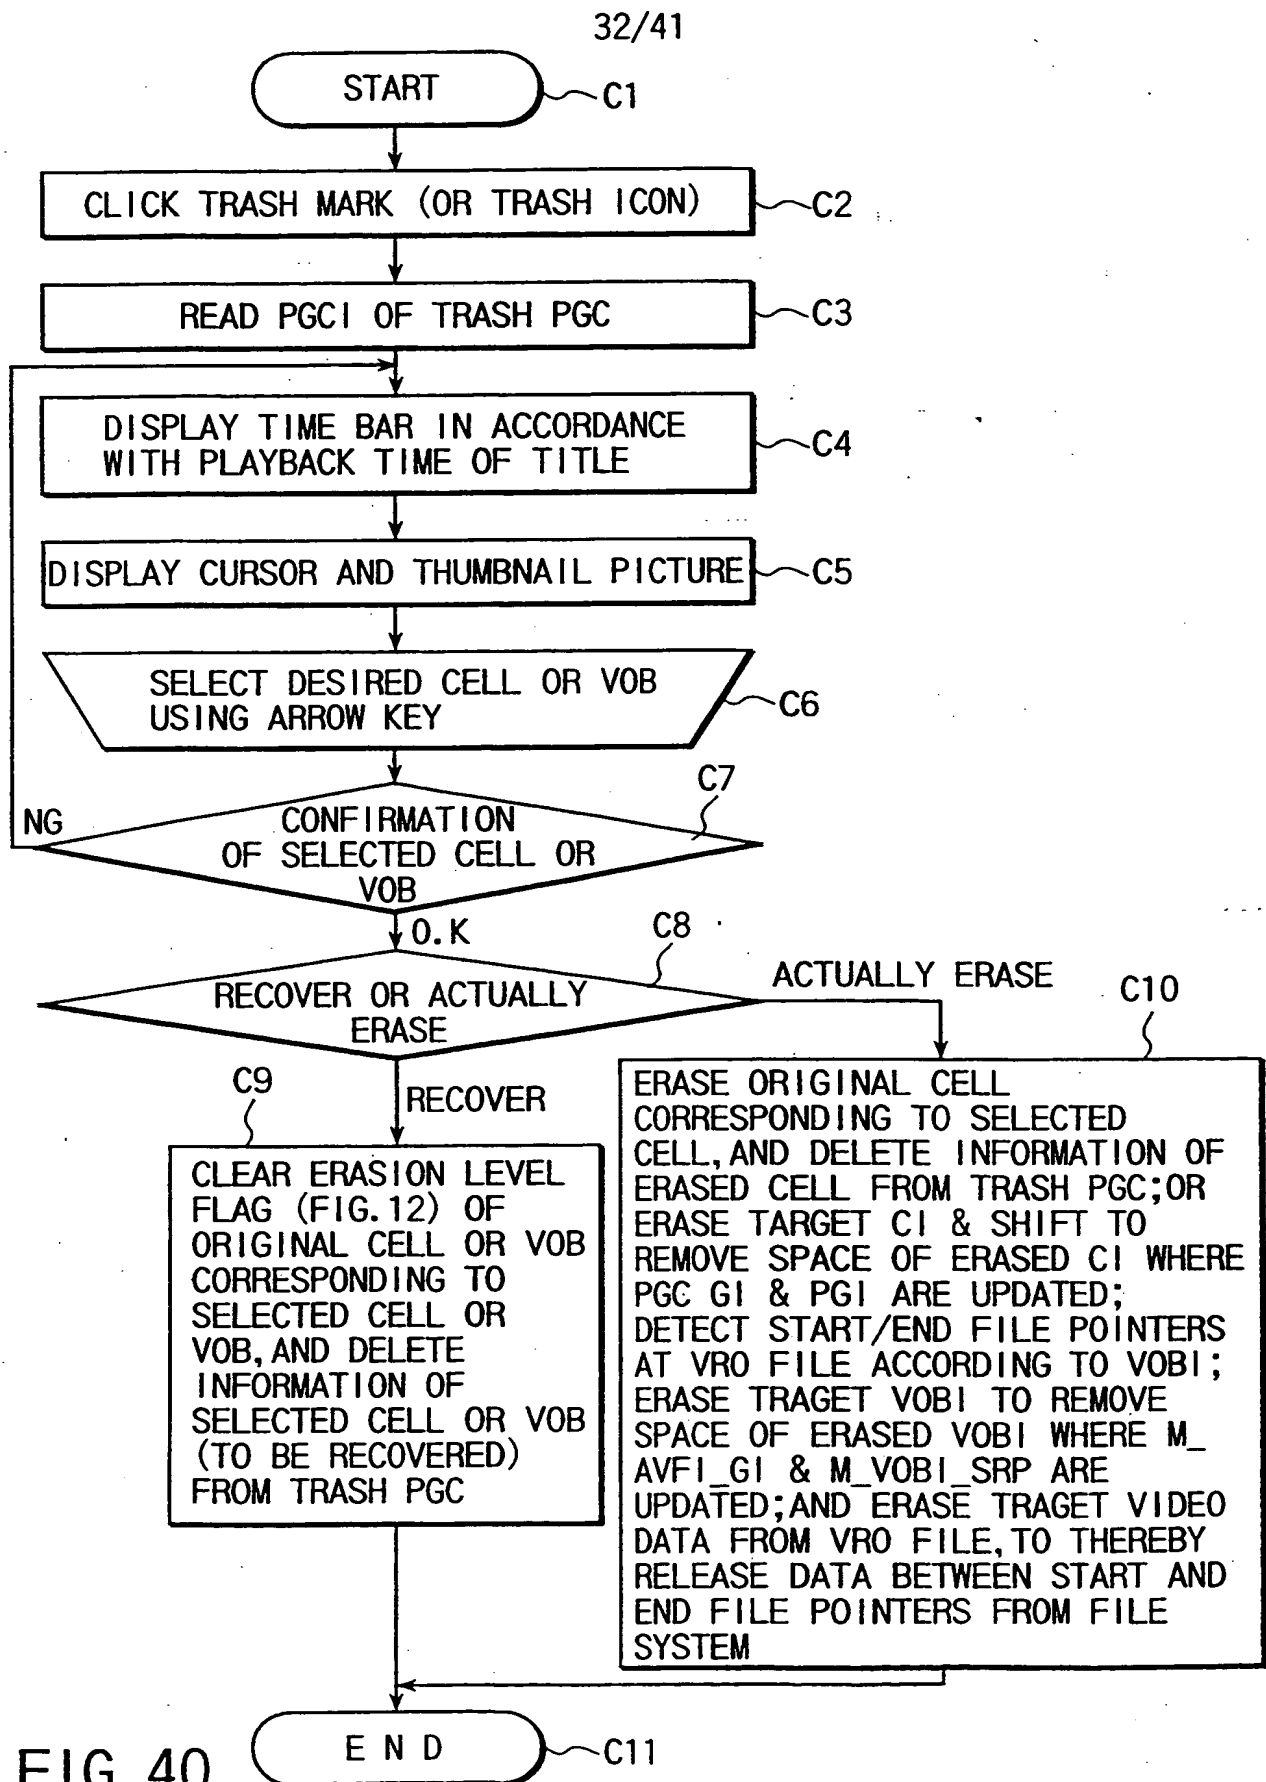 32/41
START
C1
CLICK TRASH MARK (OR TRASH ICON)
C2
READ PGCI OF TRASH PGC
C3
DISPLAY TIME BAR IN ACCORDANCE
WITH PLAYBACK TIME OF TITLE
C4
DISPLAY CURSOR AND THUMBNAIL PICTURE
C5
SELECT DESIRED CELL OR VOB
USING ARROW KEY
C6
C7
NG
CONFIRMATION
OF SELECTED CELL OR
VOB
O.K
C8
RECOVER OR ACTUALLY
ERASE
ACTUALLY ERASE
C10
C9
RECOVER
CLEAR ERASION LEVEL
FLAG (FIG.12) OF
ORIGINAL CELL OR VOB
CORRESPONDING TO
SELECTED CELL OR
VOB, AND DELETE
INFORMATION OF
SELECTED CELL OR VOB
(TO BE RECOVERED)
FROM TRASH PGC
ERASE ORIGINAL CELL
CORRESPONDING TO SELECTED
CELL, AND DELETE INFORMATION OF
ERASED CELL FROM TRASH PGC;OR
ERASE TARGET CI & SHIFT TO
REMOVE SPACE OF ERASED CI WHERE
PGC GI & PGI ARE UPDATED;
DETECT START/END FILE POINTERS
AT VRO FILE ACCORDING TO VOBI;
ERASE TRAGET VOBI TO REMOVE
SPACE OF ERASED VOBI WHERE M_
AVFI_GI & M_VOBI_SRP ARE
UPDATED;AND ERASE TRAGET VIDEO
DATA FROM VRO FILE, TO THEREBY
RELEASE DATA BETWEEN START AND
END FILE POINTERS FROM FILE
SYSTEM
END
C11
FIG. 40